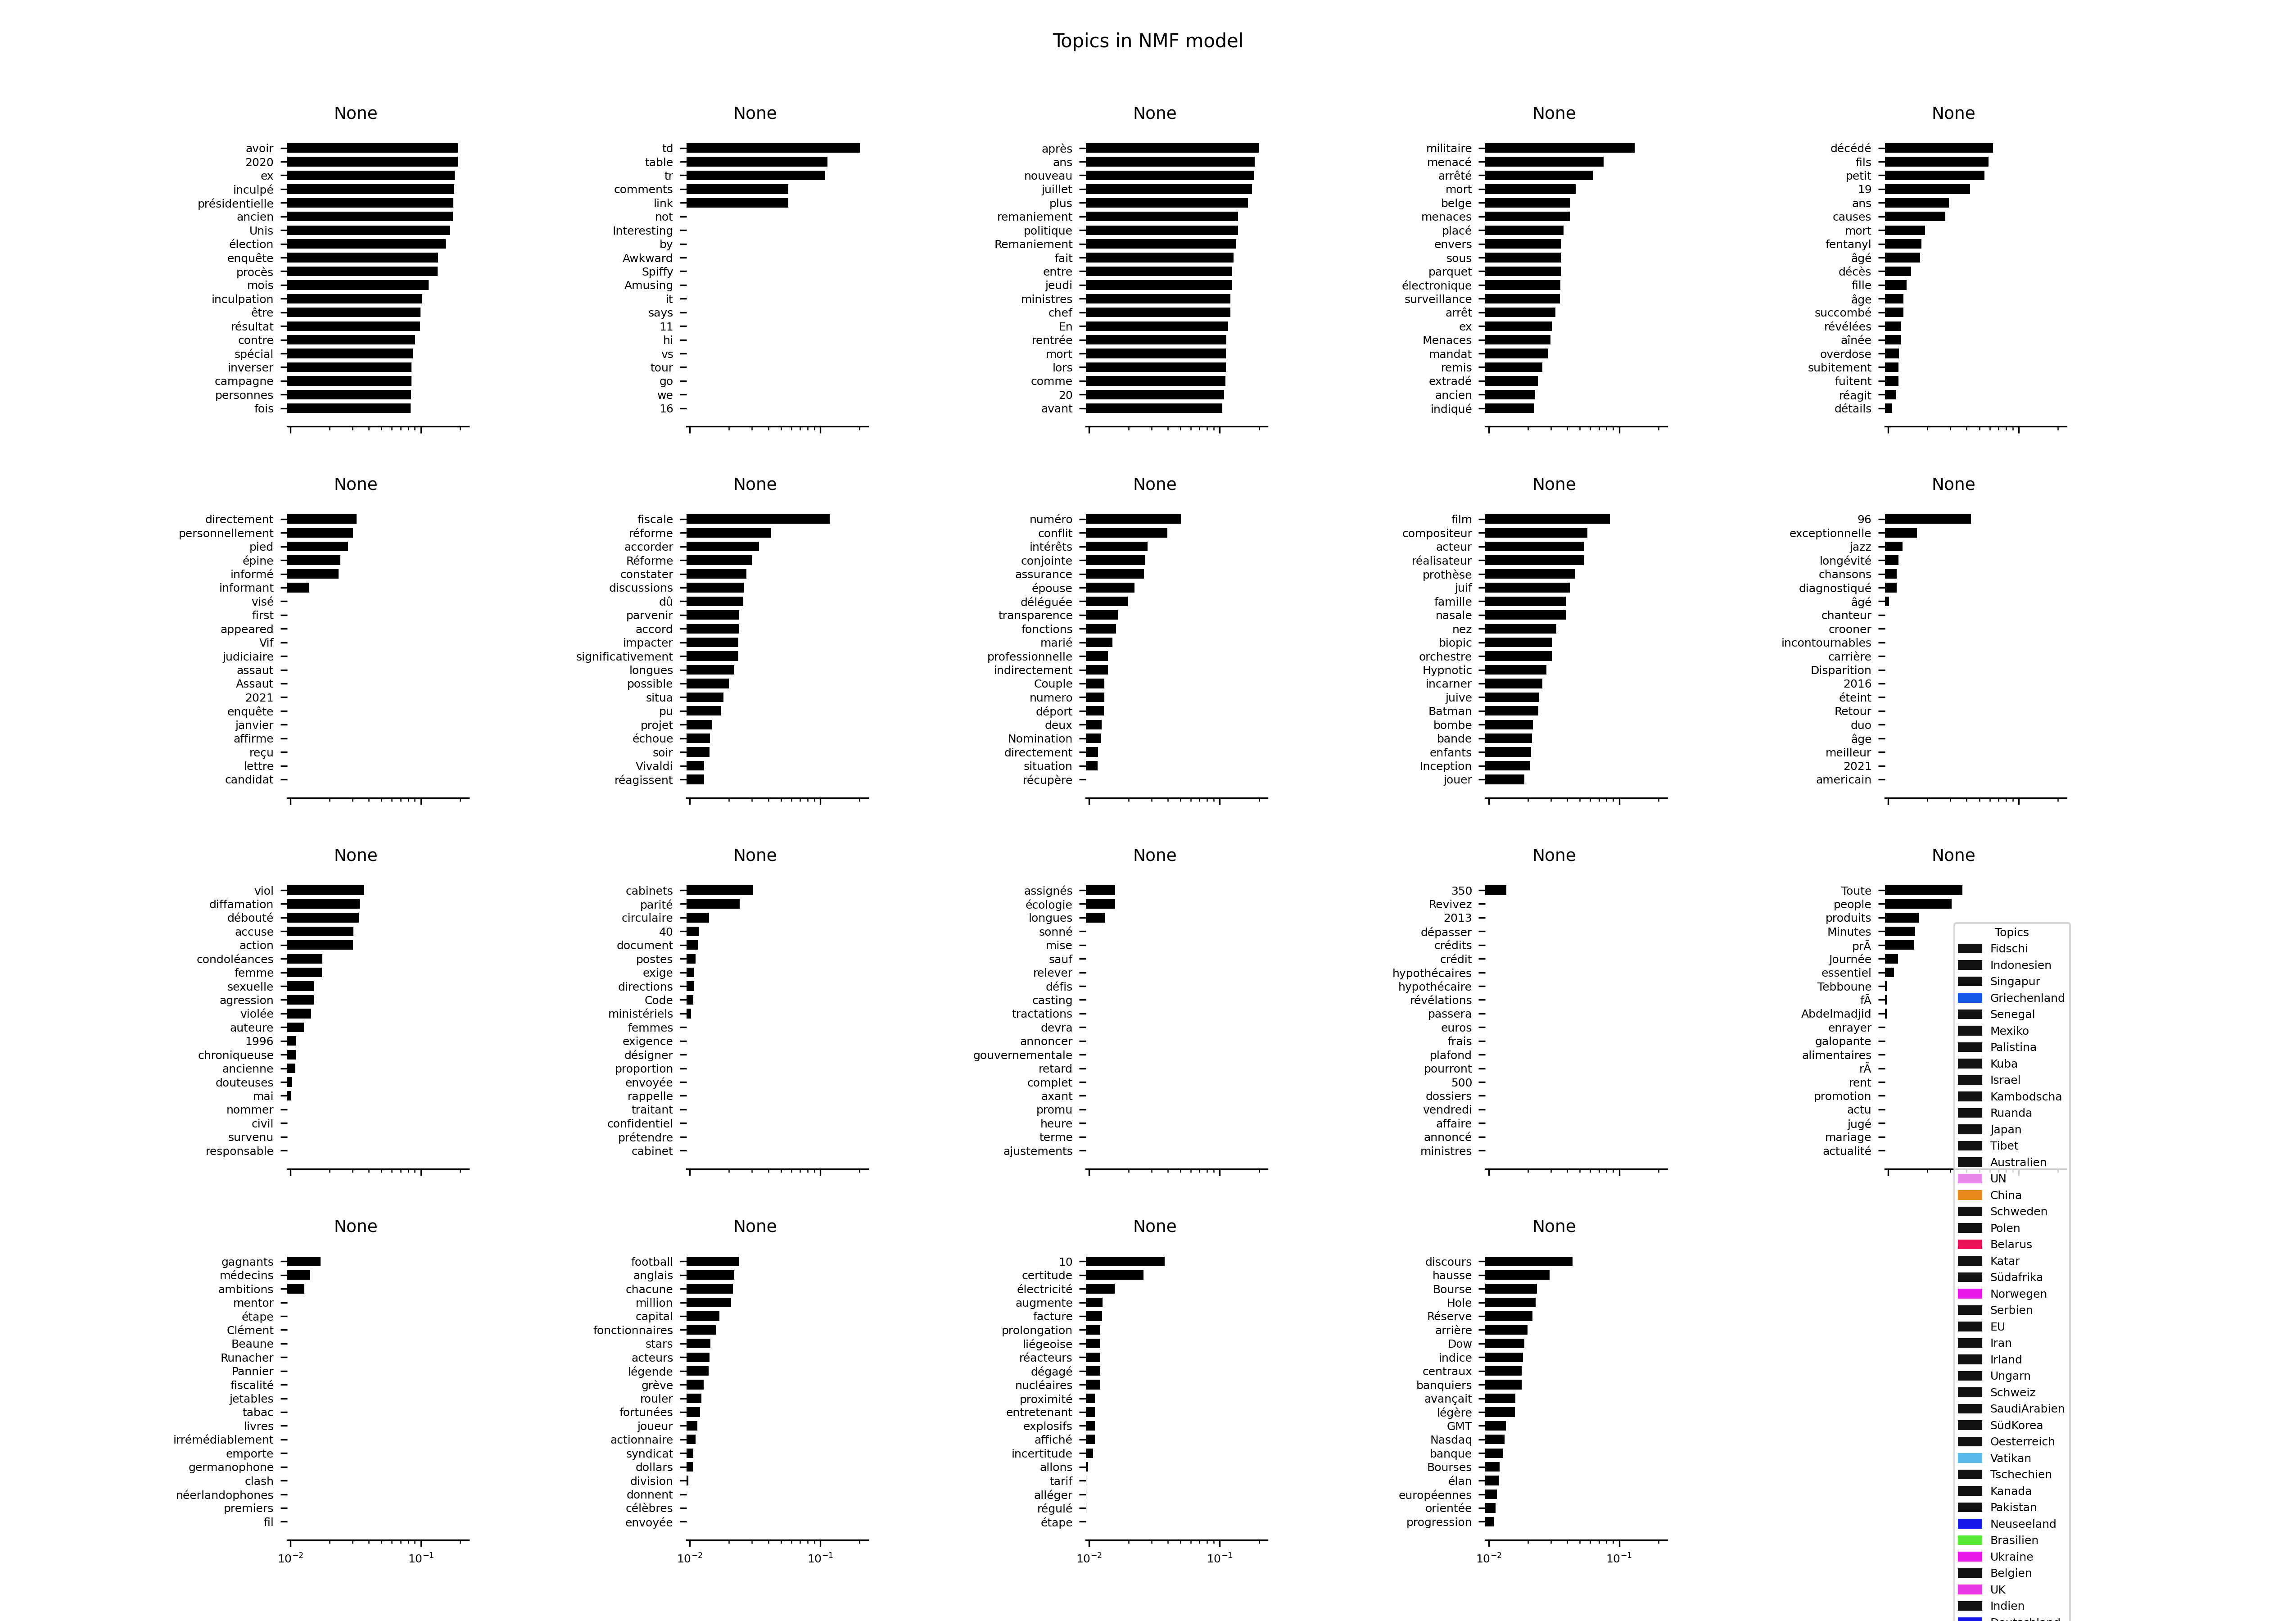 Topics in NMF model
None
avoir
2020
ex
inculpé
présidentielle
ancien
Unis
élection
enquête
procès
mois
inculpation
être
résultat
contre
spécial
inverser
campagne
personnes
fois
None
td
table
tr
comments
link
not
Interesting
by
Awkward
Spiffy
Amusing
it
says
11
hi
vs
tour
go
we
16
None
après
ans
nouveau
juillet
plus
remaniement
politique
Remaniement
fait
entre
jeudi
ministres
chef
En
rentrée
mort
lors
comme
20
avant
None
militaire
menacé
arrêté
mort
belge
menaces
placé
envers
sous
parquet
électronique
surveillance
arrêt
ex
Menaces
mandat
remis
extradé
ancien
indiqué
None
décédé
fils
petit
19
ans
causes
mort
fentanyl
âgé
décès
fille
âge
succombé
révélées
aînée
overdose
subitement
fuitent
réagit
détails
None
directement
personnellement
pied
épine
informé
informant
visé
first
appeared
Vif
judiciaire
assaut
Assaut
2021
enquête
janvier
affirme
reçu
lettre
candidat
None
fiscale
réforme
accorder
Réforme
constater
discussions
dû
parvenir
accord
impacter
significativement
longues
possible
situa
pu
projet
échoue
soir
Vivaldi
réagissent
None
numéro
conflit
intérêts
conjointe
assurance
épouse
déléguée
transparence
fonctions
marié
professionnelle
indirectement
Couple
numero
déport
deux
Nomination
directement
situation
récupère
None
film
compositeur
acteur
réalisateur
prothèse
juif
famille
nasale
nez
biopic
orchestre
Hypnotic
incarner
juive
Batman
bombe
bande
enfants
Inception
jouer
None
96
exceptionnelle
jazz
longévité
chansons
diagnostiqué
âgé
chanteur
crooner
incontournables
carrière
Disparition
2016
éteint
Retour
duo
âge
meilleur
2021
americain
None
viol
diffamation
débouté
accuse
action
condoléances
femme
sexuelle
agression
violée
auteure
1996
chroniqueuse
ancienne
douteuses
mai
nommer
civil
survenu
responsable
None
cabinets
parité
circulaire
40
document
postes
exige
directions
Code
ministériels
femmes
exigence
désigner
proportion
envoyée
rappelle
traitant
confidentiel
prétendre
cabinet
None
assignés
écologie
longues
sonné
mise
sauf
relever
défis
casting
tractations
devra
annoncer
gouvernementale
retard
complet
axant
promu
heure
terme
ajustements
None
350
Revivez
2013
dépasser
crédits
crédit
hypothécaires
hypothécaire
révélations
passera
euros
frais
plafond
pourront
500
dossiers
vendredi
affaire
annoncé
ministres
None
Toute
people
produits
Minutes
prÃ
Journée
essentiel
Tebboune
fÃ
Abdelmadjid
enrayer
galopante
alimentaires
rÃ
rent
promotion
actu
jugé
mariage
actualité
None
gagnants
médecins
ambitions
mentor
étape
Clément
Beaune
Runacher
Pannier
fiscalité
jetables
tabac
livres
irrémédiablement
emporte
germanophone
clash
néerlandophones
premiers
fil
10⁻² 10⁻¹
None
football
anglais
chacune
million
capital
fonctionnaires
stars
acteurs
légende
grève
rouler
fortunées
joueur
actionnaire
syndicat
dollars
division
donnent
célèbres
envoyée
10⁻² 10⁻¹
None
10
certitude
électricité
augmente
facture
prolongation
liégeoise
réacteurs
dégagé
nucléaires
proximité
entretenant
explosifs
affiché
incertitude
allons
tarif
alléger
régulé
étape
10⁻² 10⁻¹
None
discours
hausse
Bourse
Hole
Réserve
arrière
Dow
indice
centraux
banquiers
avançait
légère
GMT
Nasdaq
banque
Bourses
élan
européennes
orientée
progression
10⁻² 10⁻¹
Topics
Fidschi
Indonesien
Singapur
Griechenland
Senegal
Mexiko
Palistina
Kuba
Israel
Kambodscha
Ruanda
Japan
Tibet
Australien
UN
China
Schweden
Polen
Belarus
Katar
Südafrika
Norwegen
Serbien
EU
Iran
Irland
Ungarn
Schweiz
SaudiArabien
SüdKorea
Oesterreich
Vatikan
Tschechien
Kanada
Pakistan
Neuseeland
Brasilien
Ukraine
Belgien
UK
Indien